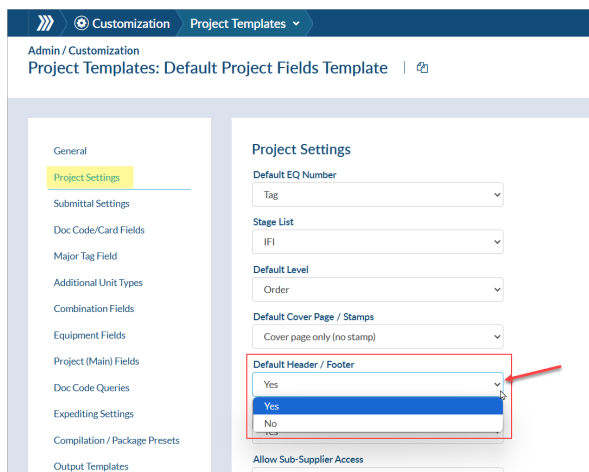 Customization Project Templates
Admin / Customization
Project Templates: Default Project Fields Template
General
Project Settings
Submittal Settings
Doc Code/Card Fields
Major Tag Field
Additional Unit Types
Combination Fields
Equipment Fields
Project (Main) Fields
Doc Code Queries
Expediting Settings
Compilation / Package Presets
Output Templates
Project Settings
Default EQ Number
Tag
Stage List
IFI
Default Level
Order
Default Cover Page / Stamps
Cover page only (no stamp)
Default Header / Footer
Yes
Yes
No
Allow Sub-Supplier Access